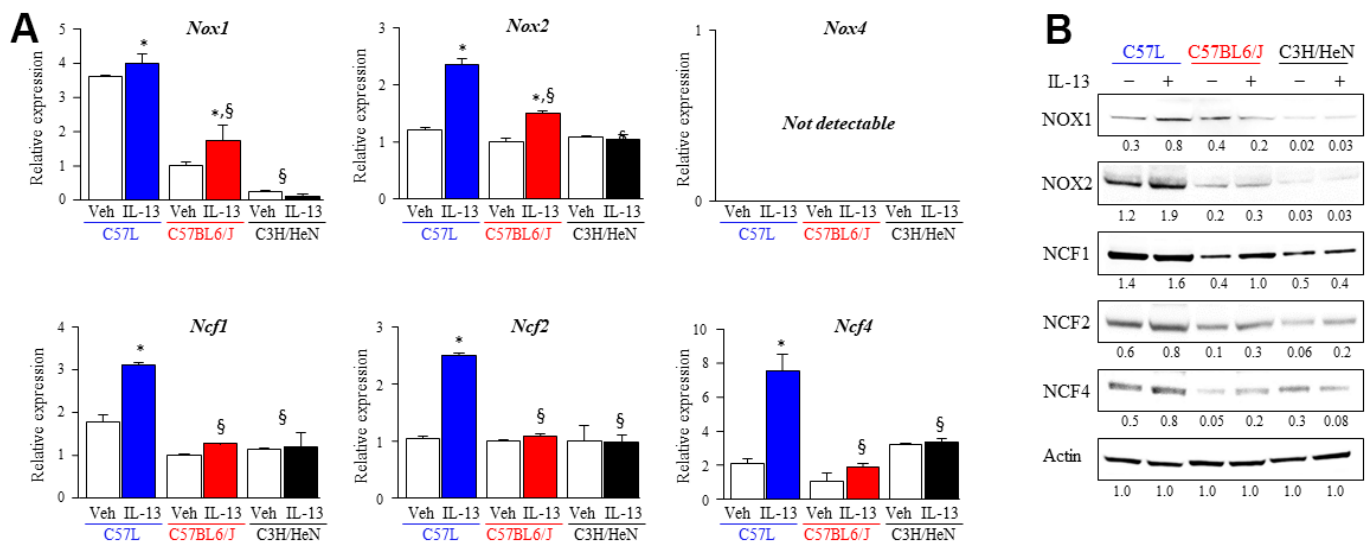 A
Nox1
Relative expression
5
4
3
2
1
0
*
*,§
§
Veh IL-13 Veh IL-13 Veh IL-13
C57L C57BL6/J C3H/HeN
Nox2
Relative expression
3
2
1
0
*
*,§
§
Veh IL-13 Veh IL-13 Veh IL-13
C57L C57BL6/J C3H/HeN
Nox4
Relative expression
1
0
Not detectable
Veh IL-13 Veh IL-13 Veh IL-13
C57L C57BL6/J C3H/HeN
Ncf1
Relative expression
4
3
2
1
0
*
§
§
Veh IL-13 Veh IL-13 Veh IL-13
C57L C57BL6/J C3H/HeN
Ncf2
Relative expression
3
2
1
0
*
§
§
Veh IL-13 Veh IL-13 Veh IL-13
C57L C57BL6/J C3H/HeN
Ncf4
Relative expression
10
8
6
4
2
0
*
§
§
Veh IL-13 Veh IL-13 Veh IL-13
C57L C57BL6/J C3H/HeN
B
C57L C57BL6/J C3H/HeN
IL-13 – + – + – +
NOX1
0.3 0.8 0.4 0.2 0.02 0.03
NOX2
1.2 1.9 0.2 0.3 0.03 0.03
NCF1
1.4 1.6 0.4 1.0 0.5 0.4
NCF2
0.6 0.8 0.1 0.3 0.06 0.2
NCF4
0.5 0.8 0.05 0.2 0.3 0.08
Actin
1.0 1.0 1.0 1.0 1.0 1.0